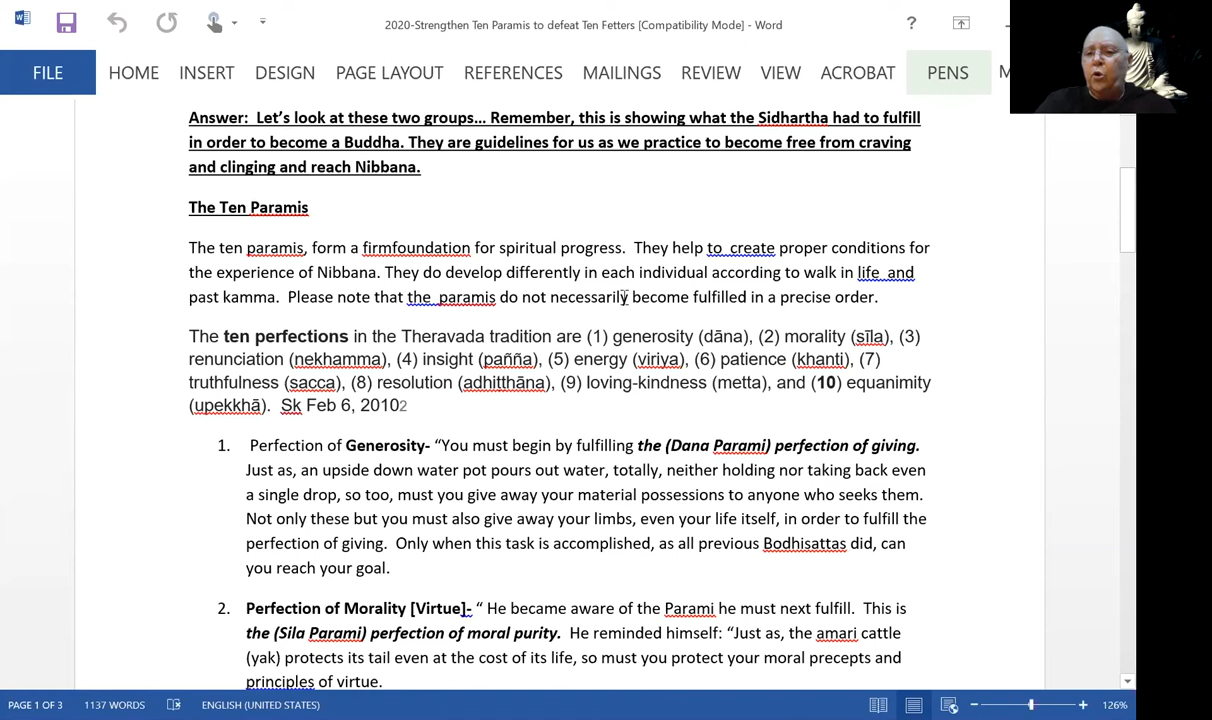 2020-Strengthen Ten Paramis to defeat Ten Fetters [Compatibility Mode] - Word
?
FILE HOME INSERT DESIGN PAGE LAYOUT REFERENCES MAILINGS REVIEW VIEW ACROBAT PENS M
Answer:  Let's look at these two groups... Remember, this is showing what the Sidhartha had to fulfill
in order to become a Buddha. They are guidelines for us as we practice to become free from craving
and clinging and reach Nibbana.
The Ten Paramis
The ten paramis, form a firmfoundation for spiritual progress.  They help to  create proper conditions for
the experience of Nibbana. They do develop differently in each individual according to walk in life  and
past kamma.  Please note that the  paramis do not necessarily become fulfilled in a precise order.
The ten perfections in the Theravada tradition are (1) generosity (dāna), (2) morality (sīla), (3)
renunciation (nekhamma), (4) insight (pañña), (5) energy (viriya), (6) patience (khanti), (7)
truthfulness (sacca), (8) resolution (adhiṭṭhāna), (9) loving-kindness (metta), and (10) equanimity
(upekkhā).  Sk Feb 6, 20102
1. Perfection of Generosity- “You must begin by fulfilling the (Dana Parami) perfection of giving.
Just as, an upside down water pot pours out water, totally, neither holding nor taking back even
a single drop, so too, must you give away your material possessions to anyone who seeks them.
Not only these but you must also give away your limbs, even your life itself, in order to fulfill the
perfection of giving.  Only when this task is accomplished, as all previous Bodhisattas did, can
you reach your goal.
2. Perfection of Morality [Virtue]- “ He became aware of the Parami he must next fulfill.  This is
the (Sila Parami) perfection of moral purity.  He reminded himself: “Just as, the amari cattle
(yak) protects its tail even at the cost of its life, so must you protect your moral precepts and
principles of virtue.
PAGE 1 OF 3 1137 WORDS ENGLISH (UNITED STATES) 126%